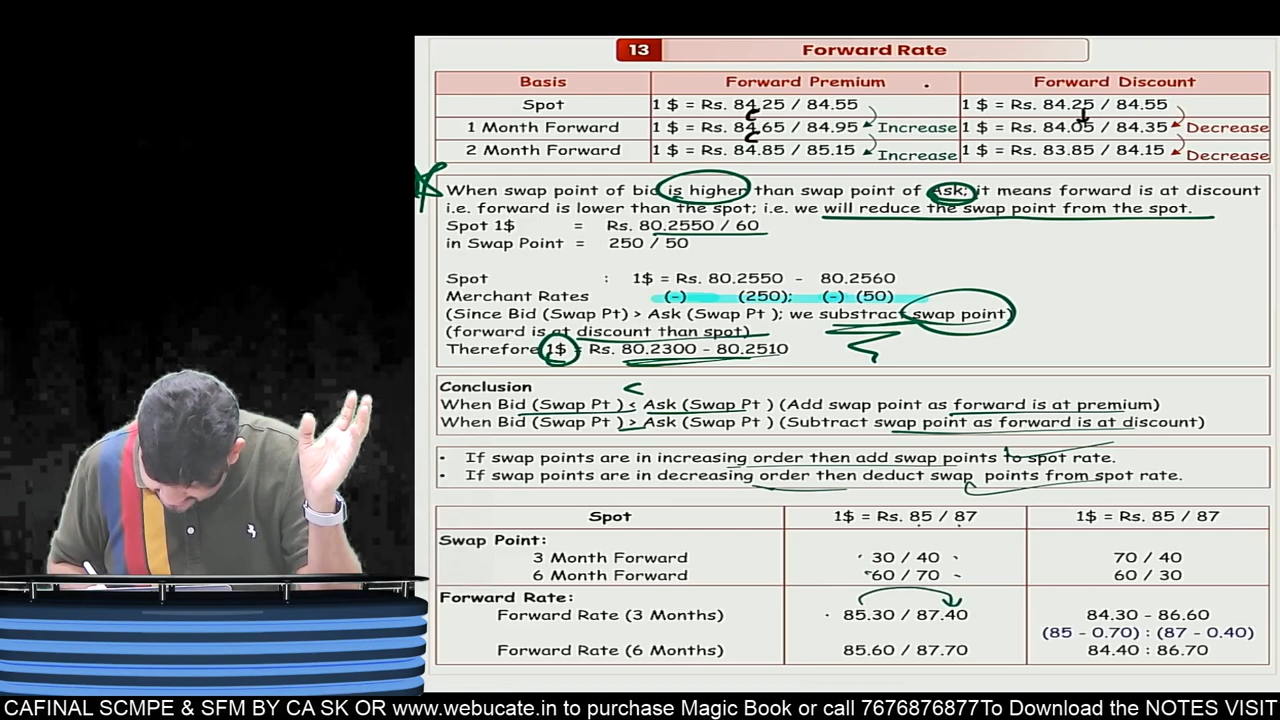 13 Forward Rate
Basis Forward Premium Forward Discount
Spot 1 $ = Rs. 84.25 / 84.55 1 $ = Rs. 84.25 / 84.55
1 Month Forward 1 $ = Rs. 84.65 / 84.95 Increase 1 $ = Rs. 84.05 / 84.35 Decrease
2 Month Forward 1 $ = Rs. 84.85 / 85.15 Increase 1 $ = Rs. 83.85 / 84.15 Decrease
When swap point of bid is higher than swap point of Ask; it means forward is at discount
i.e. forward is lower than the spot; i.e. we will reduce the swap point from the spot.
Spot 1$ = Rs. 80.2550 / 60
in Swap Point = 250 / 50
Spot : 1$ = Rs. 80.2550 - 80.2560
Merchant Rates (-) (250); (-) (50)
(Since Bid (Swap Pt) > Ask (Swap Pt ); we substract swap point)
(forward is at discount than spot)
Therefore 1$ = Rs. 80.2300 - 80.2510
Conclusion <
When Bid (Swap Pt ) < Ask (Swap Pt ) (Add swap point as forward is at premium)
When Bid (Swap Pt ) > Ask (Swap Pt ) (Subtract swap point as forward is at discount)
• If swap points are in increasing order then add swap points to spot rate.
• If swap points are in decreasing order then deduct swap points from spot rate.
Spot 1$ = Rs. 85 / 87 1$ = Rs. 85 / 87
Swap Point:
3 Month Forward 30 / 40 70 / 40
6 Month Forward 60 / 70 60 / 30
Forward Rate:
Forward Rate (3 Months) 85.30 / 87.40 84.30 - 86.60
(85 - 0.70) : (87 - 0.40)
Forward Rate (6 Months) 85.60 / 87.70 84.40 : 86.70
CAFINAL SCMPE & SFM BY CA SK OR www.webucate.in to purchase Magic Book or call 7676876877To Download the NOTES VISIT